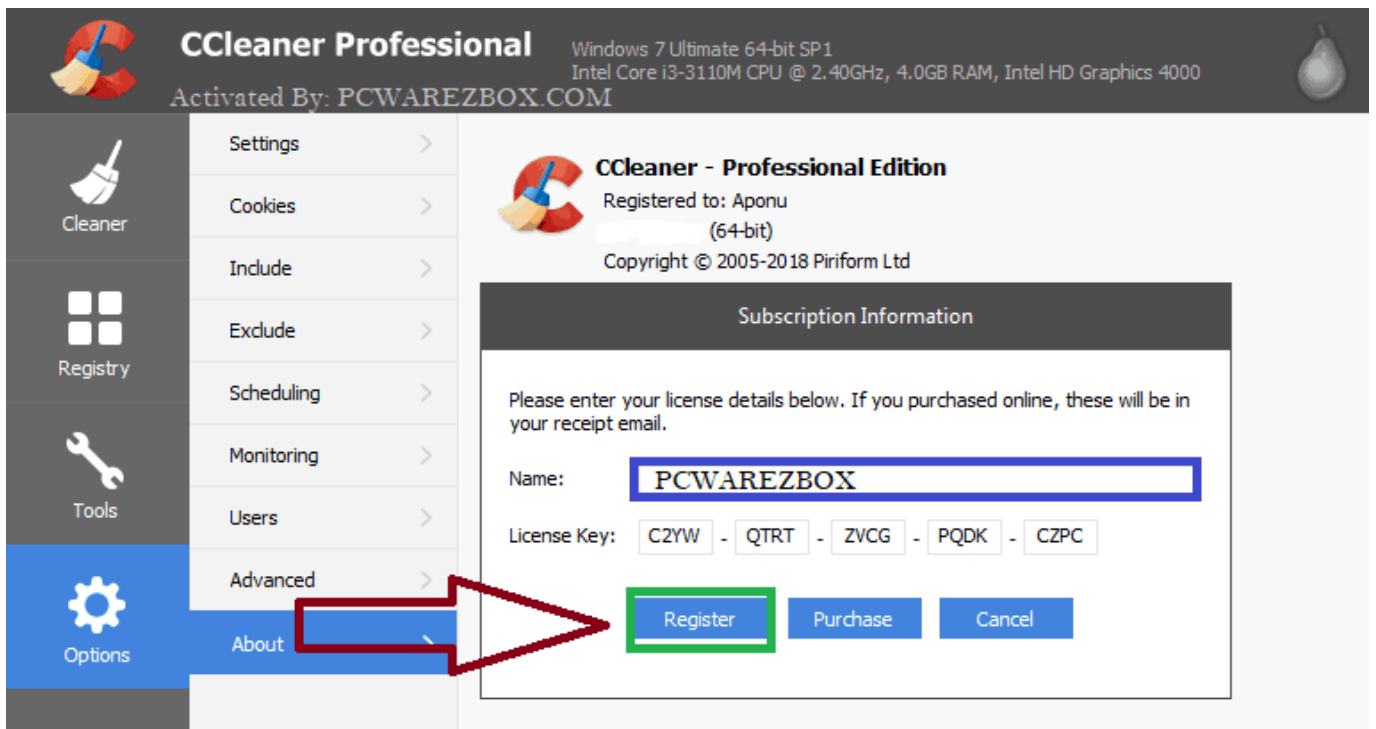 CCleaner Professional
Windows 7 Ultimate 64-bit SP1
Intel Core i3-3110M CPU @ 2.40GHz, 4.0GB RAM, Intel HD Graphics 4000
Activated By: PCWAREZBOX.COM
Cleaner
Registry
Tools
Options
Settings
Cookies
Include
Exclude
Scheduling
Monitoring
Users
Advanced
About
CCleaner - Professional Edition
Registered to: Aponu
(64-bit)
Copyright © 2005-2018 Piriform Ltd
Subscription Information
Please enter your license details below. If you purchased online, these will be in
your receipt email.
Name: PCWAREZBOX
License Key: C2YW - QTRT - ZVCG - PQDK - CZPC
Register Purchase Cancel